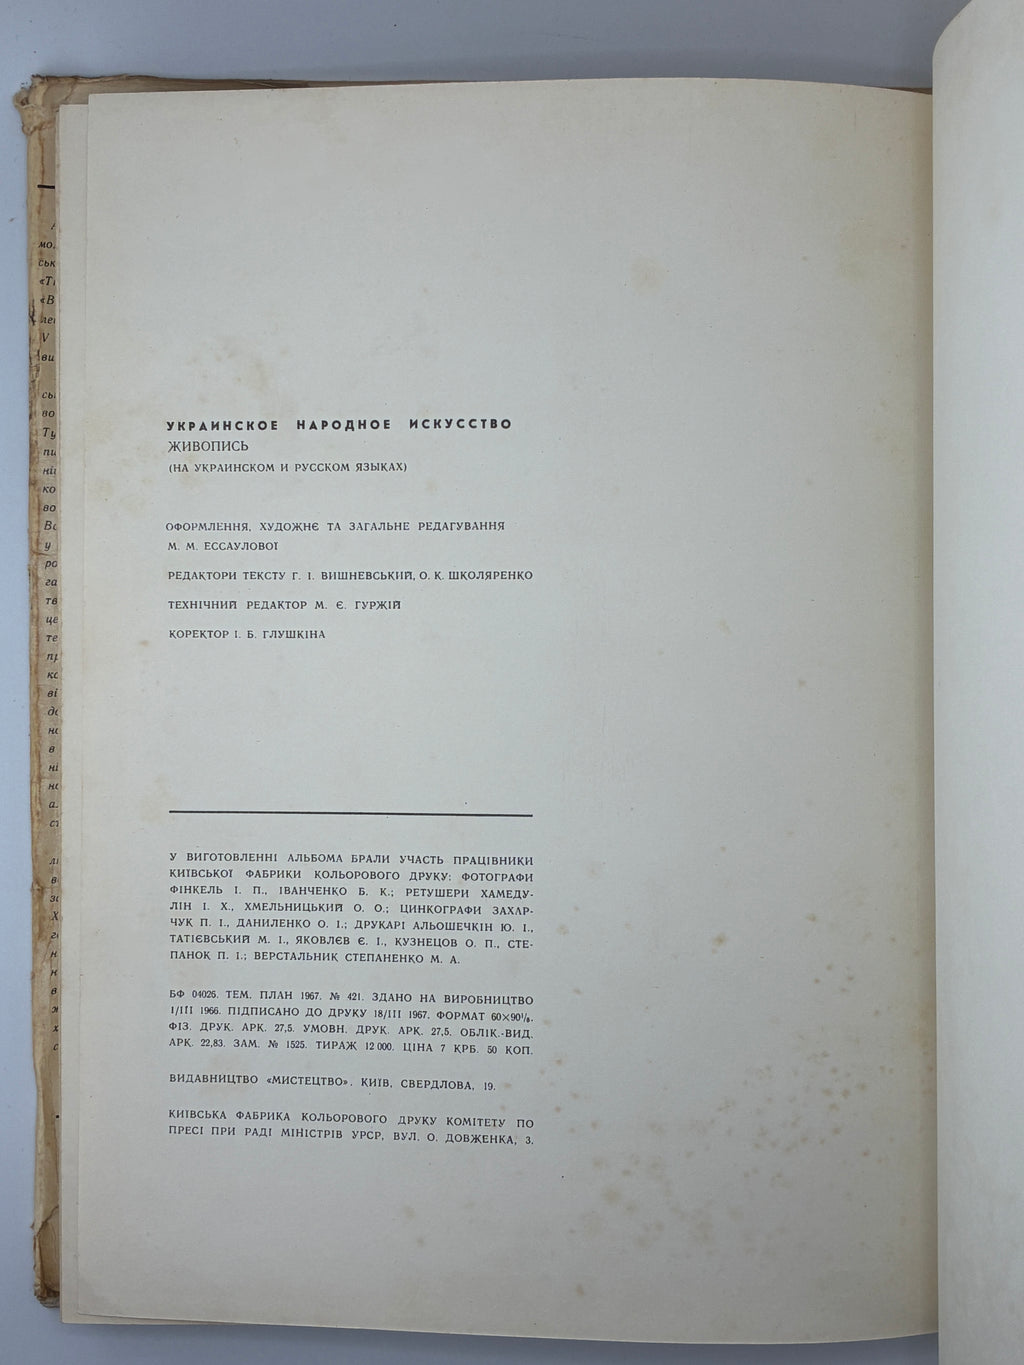 УКРАИНСКОЕ НАРОДНОЕ ИСКУССТВО
ЖИВОПИСЬ
(НА УКРАИНСКОМ И РУССКОМ ЯЗЫКАХ)
ОФОРМЛЕННЯ, ХУДОЖНЄ ТА ЗАГАЛЬНЕ РЕДАГУВАННЯ
М. М. ЕССАУЛОВОЇ
РЕДАКТОРИ ТЕКСТУ Г. І. ВИШНЕВСЬКИЙ, О. К. ШКОЛЯРЕНКО
ТЕХНІЧНИЙ РЕДАКТОР М. Є. ГУРЖІЙ
КОРЕКТОР І. Б. ГЛУШКІНА
У ВИГОТОВЛЕННІ АЛЬБОМА БРАЛИ УЧАСТЬ ПРАЦІВНИКИ
КИЇВСЬКОЇ ФАБРИКИ КОЛЬОРОВОГО ДРУКУ: ФОТОГРАФИ
ФІНКЕЛЬ І. П., ІВАНЧЕНКО Б. К.; РЕТУШЕРИ ХАМЕДУ-
ЛІН І. Х., ХМЕЛЬНИЦЬКИЙ О. О.; ЦИНКОГРАФИ ЗАХАР-
ЧУК П. І., ДАНИЛЕНКО О. І.; ДРУКАРІ АЛЬОШЕЧКІН Ю. І.,
ТАТІЄВСЬКИЙ М. І., ЯКОВЛЄВ Є. І., КУЗНЕЦОВ О. П., СТЕ-
ПАНОК П. І.; ВЕРСТАЛЬНИК СТЕПАНЕНКО М. А.
БФ 04026. ТЕМ. ПЛАН 1967. № 421. ЗДАНО НА ВИРОБНИЦТВО
1/III 1966. ПІДПИСАНО ДО ДРУКУ 18/III 1967. ФОРМАТ 60×90⅛.
ФІЗ. ДРУК. АРК. 27,5. УМОВН. ДРУК. АРК. 27,5. ОБЛІК.-ВИД.
АРК. 22,83. ЗАМ. № 1525. ТИРАЖ 12 000. ЦІНА 7 КРБ. 50 КОП.
ВИДАВНИЦТВО «МИСТЕЦТВО». КИЇВ, СВЕРДЛОВА, 19.
КИЇВСЬКА ФАБРИКА КОЛЬОРОВОГО ДРУКУ КОМІТЕТУ ПО
ПРЕСІ ПРИ РАДІ МІНІСТРІВ УРСР, ВУЛ. О. ДОВЖЕНКА, 3.